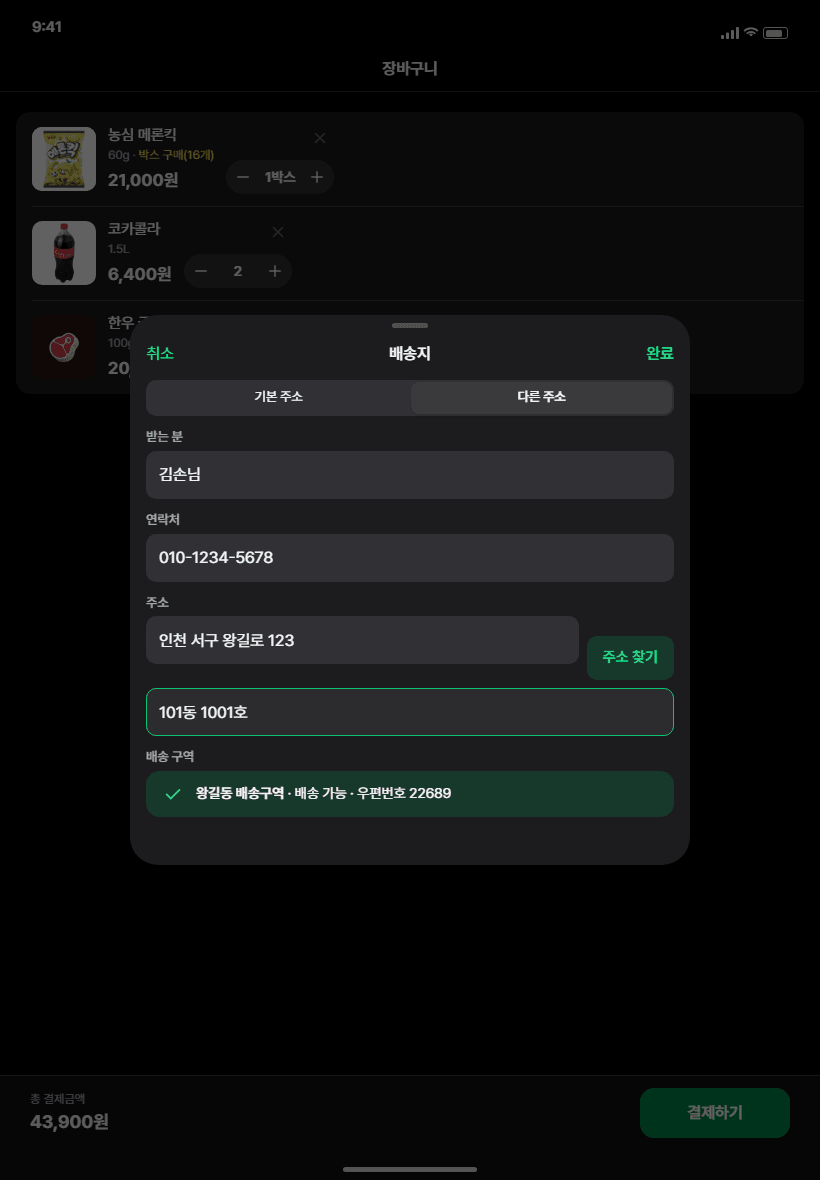 9:41
장바구니
농심 메론킥
60g · 박스 구매(16개)
21,000원
1박스
코카콜라
1.5L
6,400원
2
한우
100g
20,
취소
배송지
완료
기본 주소
다른 주소
받는 분
김손님
연락처
010-1234-5678
주소
인천 서구 왕길로 123
주소 찾기
101동 1001호
배송 구역
왕길동 배송구역 · 배송 가능 · 우편번호 22689
총 결제금액
43,900원
결제하기